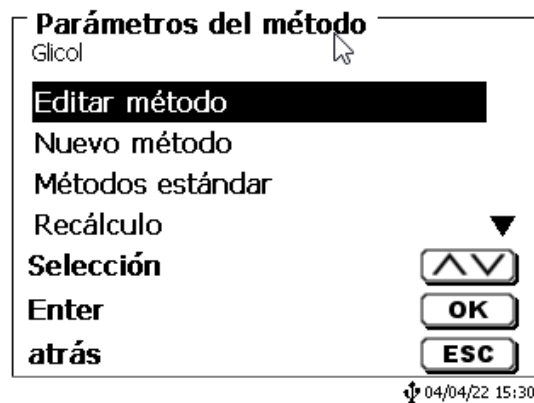 Parámetros del método
Glicol
Editar método
Nuevo método
Métodos estándar
Recálculo
Selección
Enter OK
atrás ESC
04/04/22 15:30